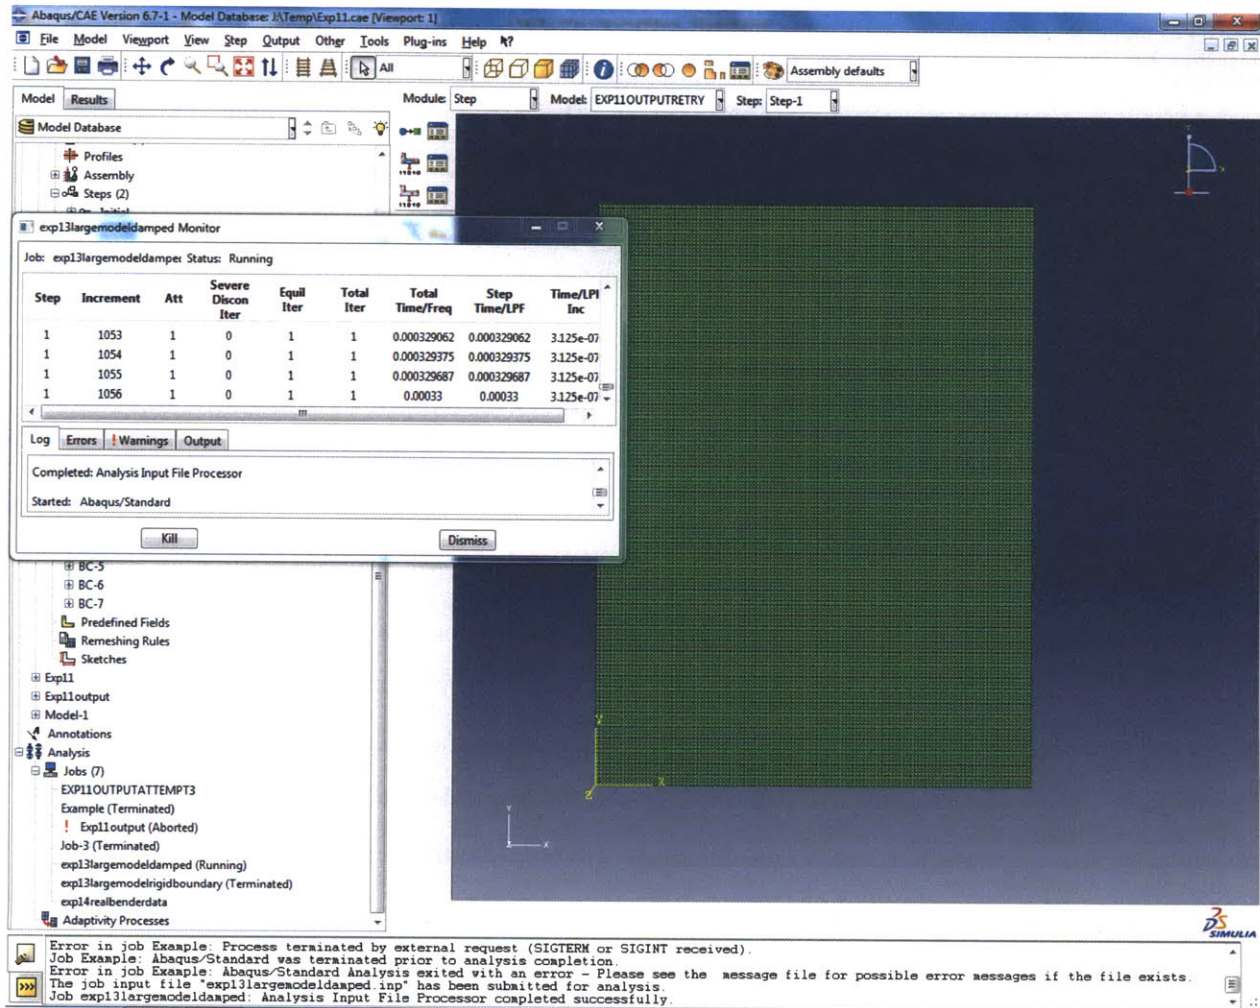 Abaqus/CAE Version 6.7-1 - Model Database: J:\Temp\Exp11.cae [Viewport: 1]
File Model Viewport View Step Output Other Tools Plug-ins Help
All
Assembly defaults
Model Results
Module: Step Model: EXP11OUTPUTRETRY Step: Step-1
Model Database
Profiles
Assembly
Steps (2)
Initial
exp13largemodeldamped Monitor
Job: exp13largemodeldamped Status: Running
Step Increment Att Severe Discon Iter Equil Iter Total Iter Total Time/Freq Step Time/LPF Time/LPF Inc
1 1053 1 0 1 1 0.000329062 0.000329062 3.125e-07
1 1054 1 0 1 1 0.000329375 0.000329375 3.125e-07
1 1055 1 0 1 1 0.000329687 0.000329687 3.125e-07
1 1056 1 0 1 1 0.00033 0.00033 3.125e-07
Log Errors ! Warnings Output
Completed: Analysis Input File Processor
Started: Abaqus/Standard
Kill Dismiss
BC-5
BC-6
BC-7
Predefined Fields
Remeshing Rules
Sketches
Exp11
Exp11output
Model-1
Annotations
Analysis
Jobs (7)
EXP11OUTPUTATTEMPT3
Example (Terminated)
! Exp11output (Aborted)
Job-3 (Terminated)
exp13largemodeldamped (Running)
exp13largemodelrigidboundary (Terminated)
exp14realbenderdata
Adaptivity Processes
Y
X
Z
Y
X
SIMULIA
Error in job Example: Process terminated by external request (SIGTERM or SIGINT received).
Job Example: Abaqus/Standard was terminated prior to analysis completion.
Error in job Example: Abaqus/Standard Analysis exited with an error - Please see the message file for possible error messages if the file exists.
The job input file "exp13largemodeldamped.inp" has been submitted for analysis.
Job exp13largemodeldamped: Analysis Input File Processor completed successfully.